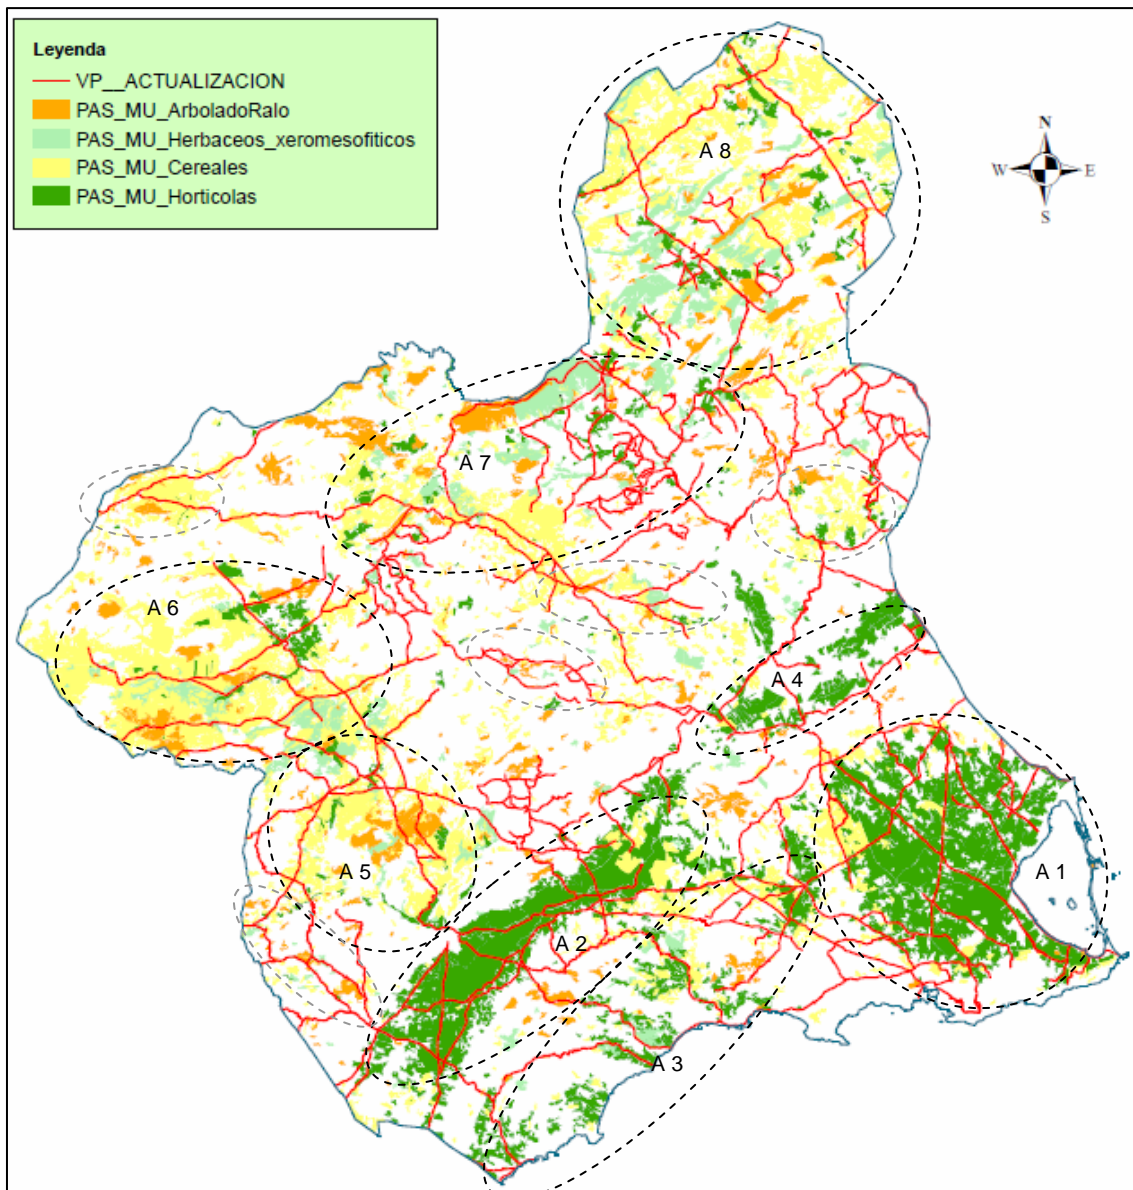 Leyenda
VP__ACTUALIZACION
PAS_MU_ArboladoRalo
PAS_MU_Herbaceos_xeromesofiticos
PAS_MU_Cereales
PAS_MU_Horticolas
N
W E
S
A 8
A 7
A 6
A 4
A 5
A 1
A 2
A 3